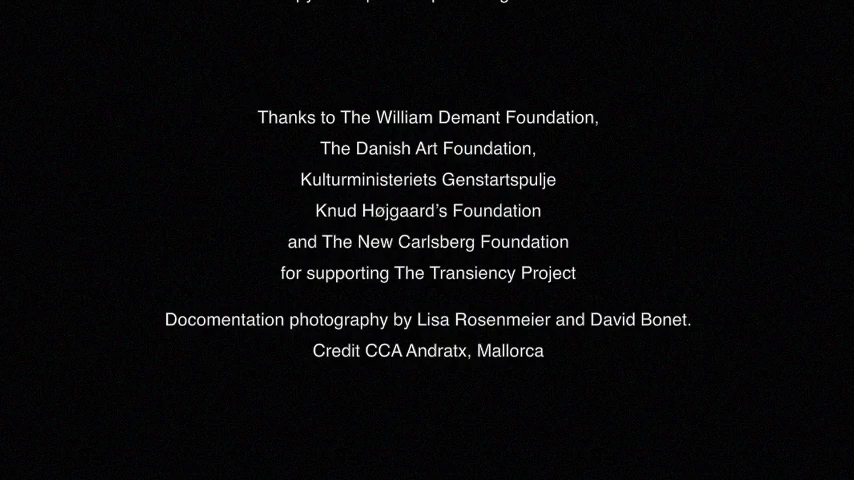 Thanks to The William Demant Foundation,
The Danish Art Foundation,
Kulturministeriets Genstartspulje
Knud Højgaard’s Foundation
and The New Carlsberg Foundation
for supporting The Transiency Project
Docomentation photography by Lisa Rosenmeier and David Bonet.
Credit CCA Andratx, Mallorca